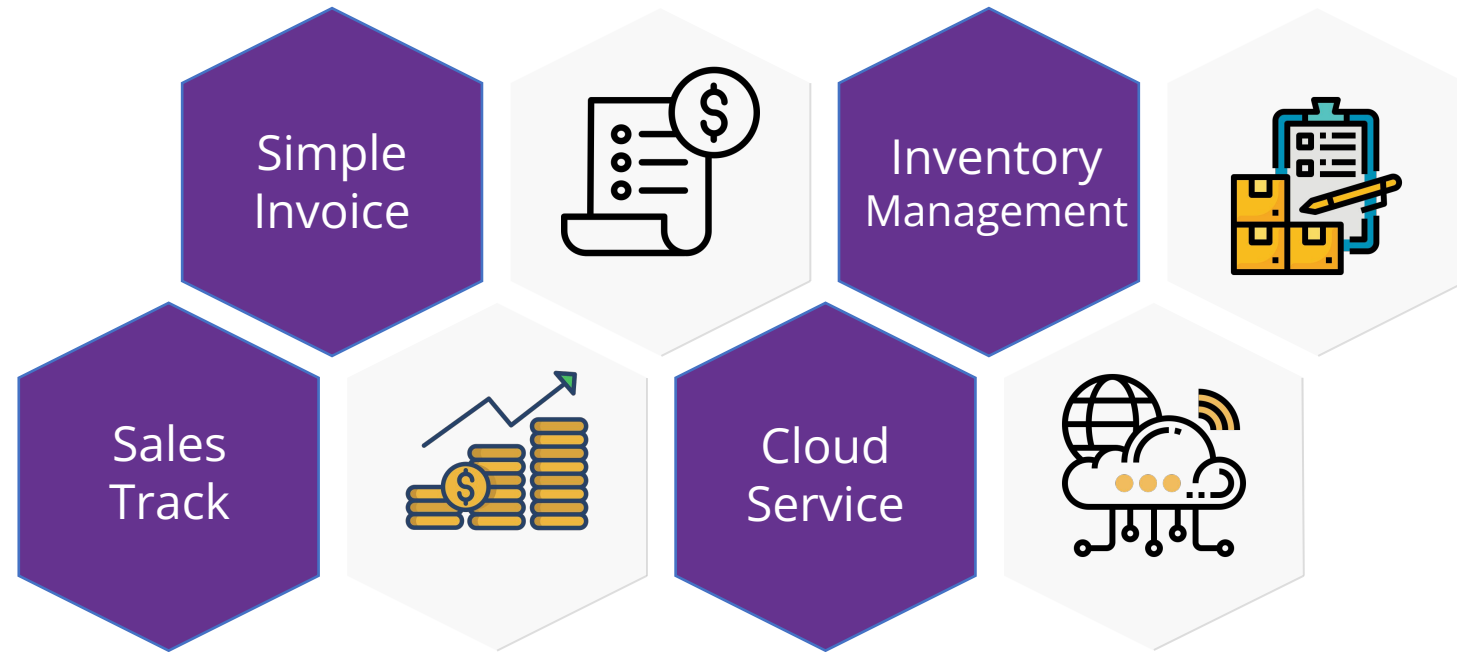 Simple
Invoice
Inventory
Management
Sales
Track
Cloud
Service